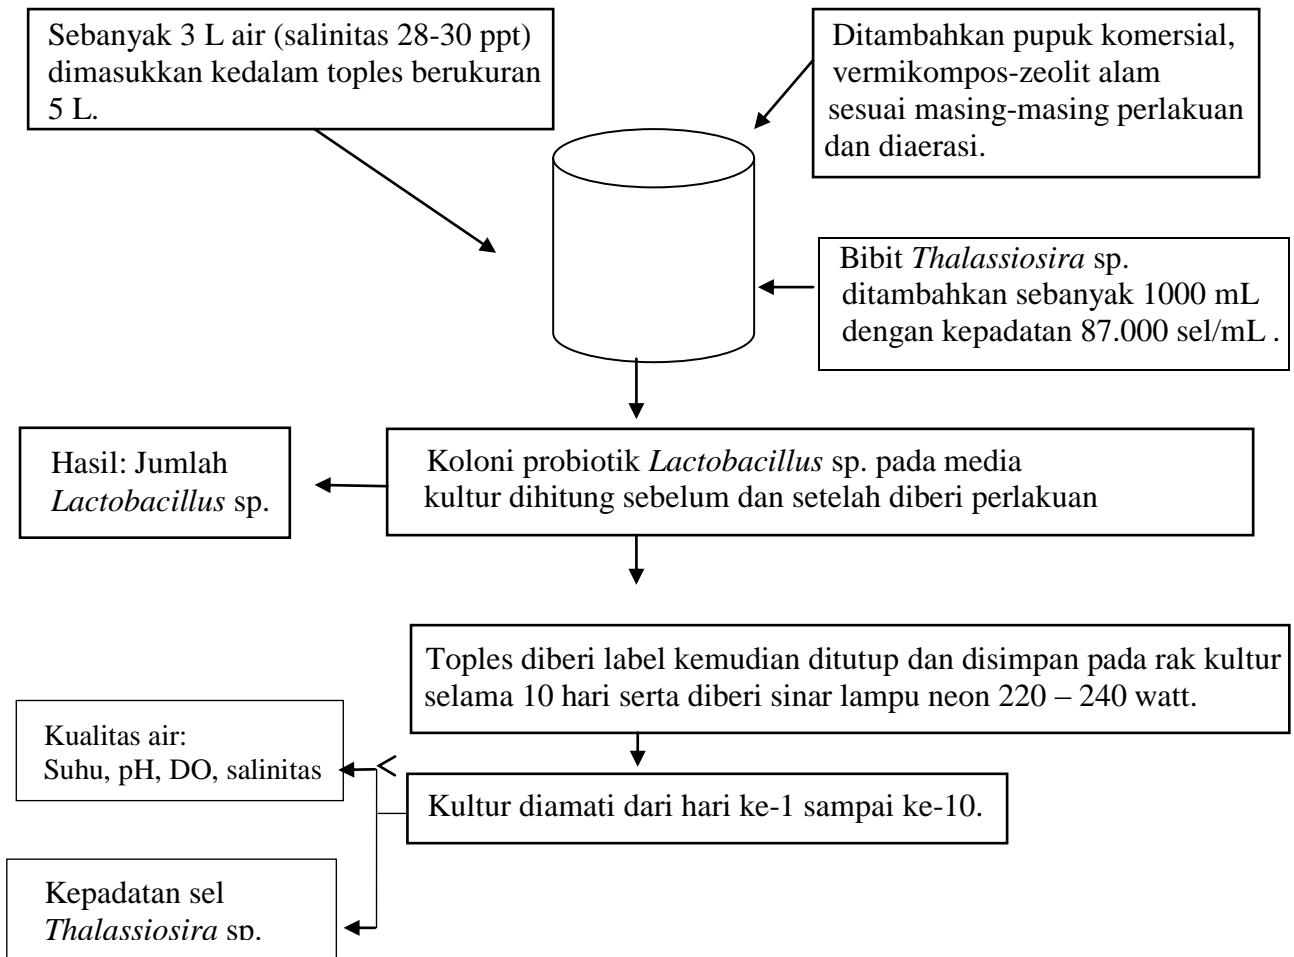 Sebanyak 3 L air (salinitas 28-30 ppt)
dimasukkan kedalam toples berukuran
5 L.
Ditambahkan pupuk komersial,
vermikompos-zeolit alam
sesuai masing-masing perlakuan
dan diaerasi.
Bibit Thalassiosira sp.
ditambahkan sebanyak 1000 mL
dengan kepadatan 87.000 sel/mL .
Hasil: Jumlah
Lactobacillus sp.
Koloni probiotik Lactobacillus sp. pada media
kultur dihitung sebelum dan setelah diberi perlakuan
Toples diberi label kemudian ditutup dan disimpan pada rak kultur
selama 10 hari serta diberi sinar lampu neon 220 – 240 watt.
Kualitas air:
Suhu, pH, DO, salinitas
Kultur diamati dari hari ke-1 sampai ke-10.
Kepadatan sel
Thalassiosira sp.